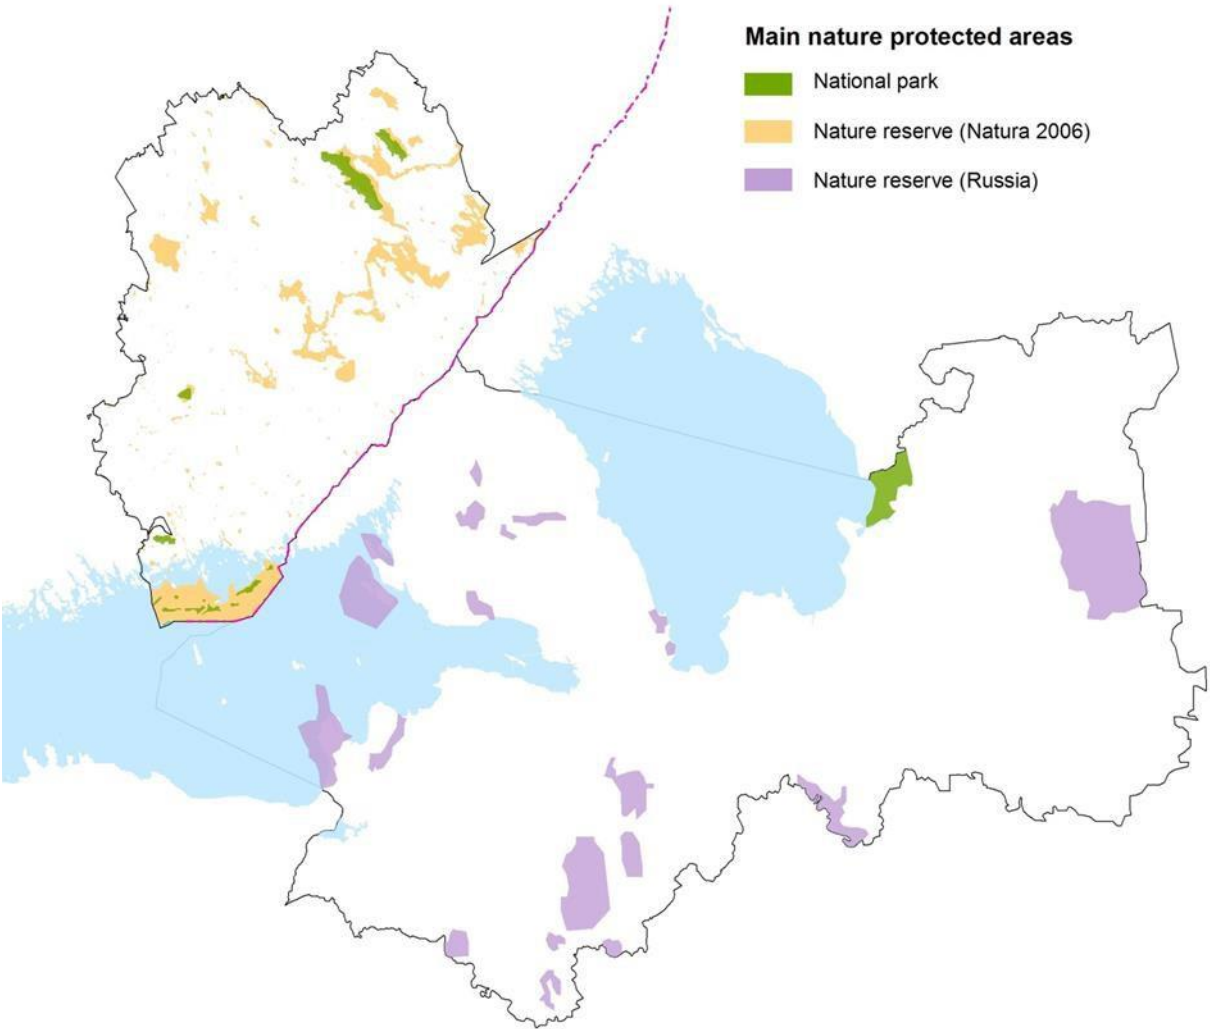 Main nature protected areas
National park
Nature reserve (Natura 2006)
Nature reserve (Russia)